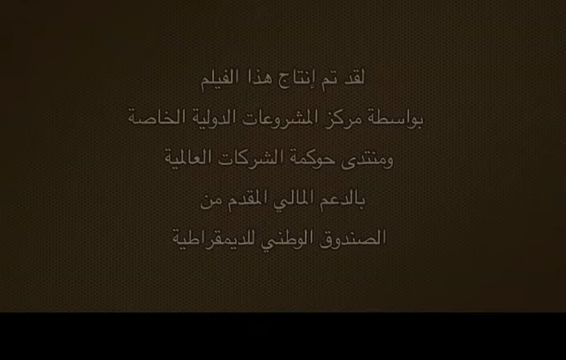 لقد تم إنتاج هذا الفيلم
بواسطة مركز المشروعات الدولية الخاصة
ومنتدى حوكمة الشركات العالمية
بالدعم المالي المقدم من
الصندوق الوطني للديمقراطية